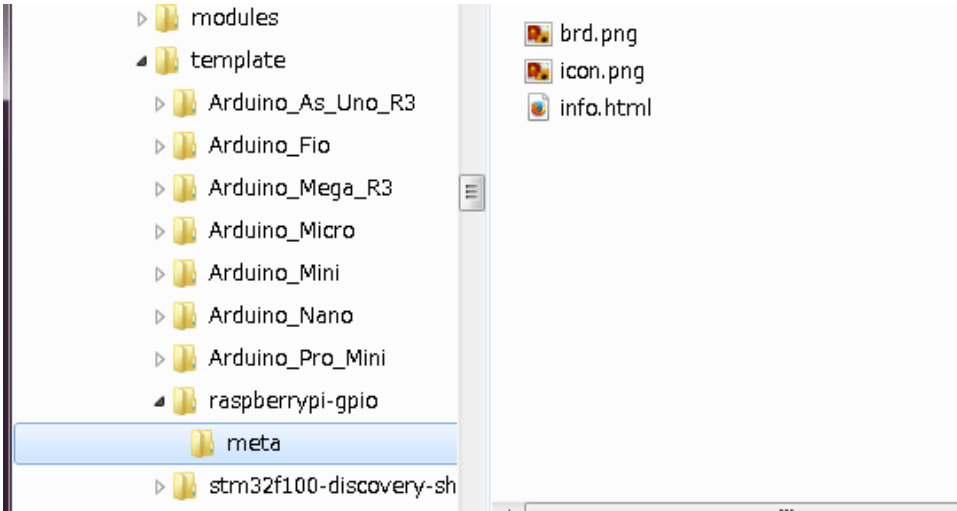 modules
template
Arduino_As_Uno_R3
Arduino_Fio
Arduino_Mega_R3
Arduino_Micro
Arduino_Mini
Arduino_Nano
Arduino_Pro_Mini
raspberrypi-gpio
meta
stm32f100-discovery-sh
brd.png
icon.png
info.html